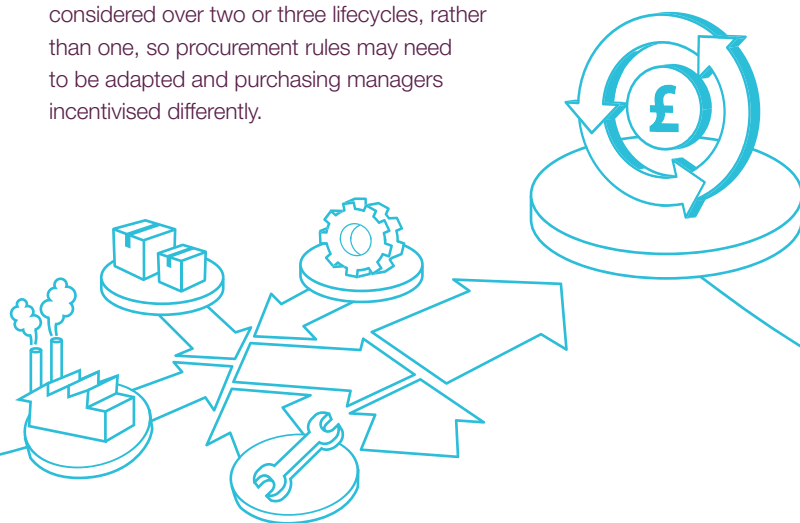 considered over two or three lifecycles, rather
than one, so procurement rules may need
to be adapted and purchasing managers
incentivised differently.
£